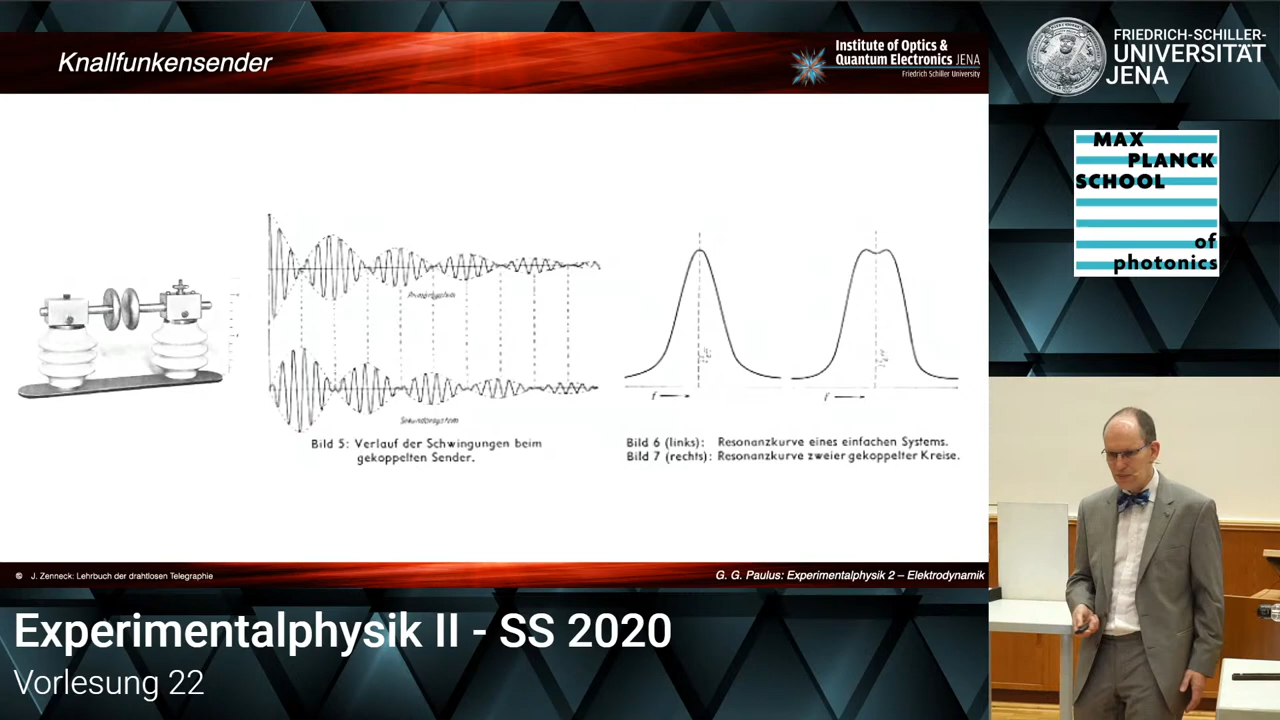 Knallfunkensender
Institute of Optics &
Quantum Electronics JENA
Friedrich Schiller University
FRIEDRICH-SCHILLER-
UNIVERSITÄT
JENA
MAX
PLANCK
SCHOOL
of
photonics
Primärsystem
Sekundärsystem
f
f
Bild 5: Verlauf der Schwingungen beim
gekoppelten Sender.
Bild 6 (links): Resonanzkurve eines einfachen Systems.
Bild 7 (rechts): Resonanzkurve zweier gekoppelter Kreise.
J. Zenneck: Lehrbuch der drahtlosen Telegraphie
G. G. Paulus: Experimentalphysik 2 – Elektrodynamik
Experimentalphysik II - SS 2020
Vorlesung 22